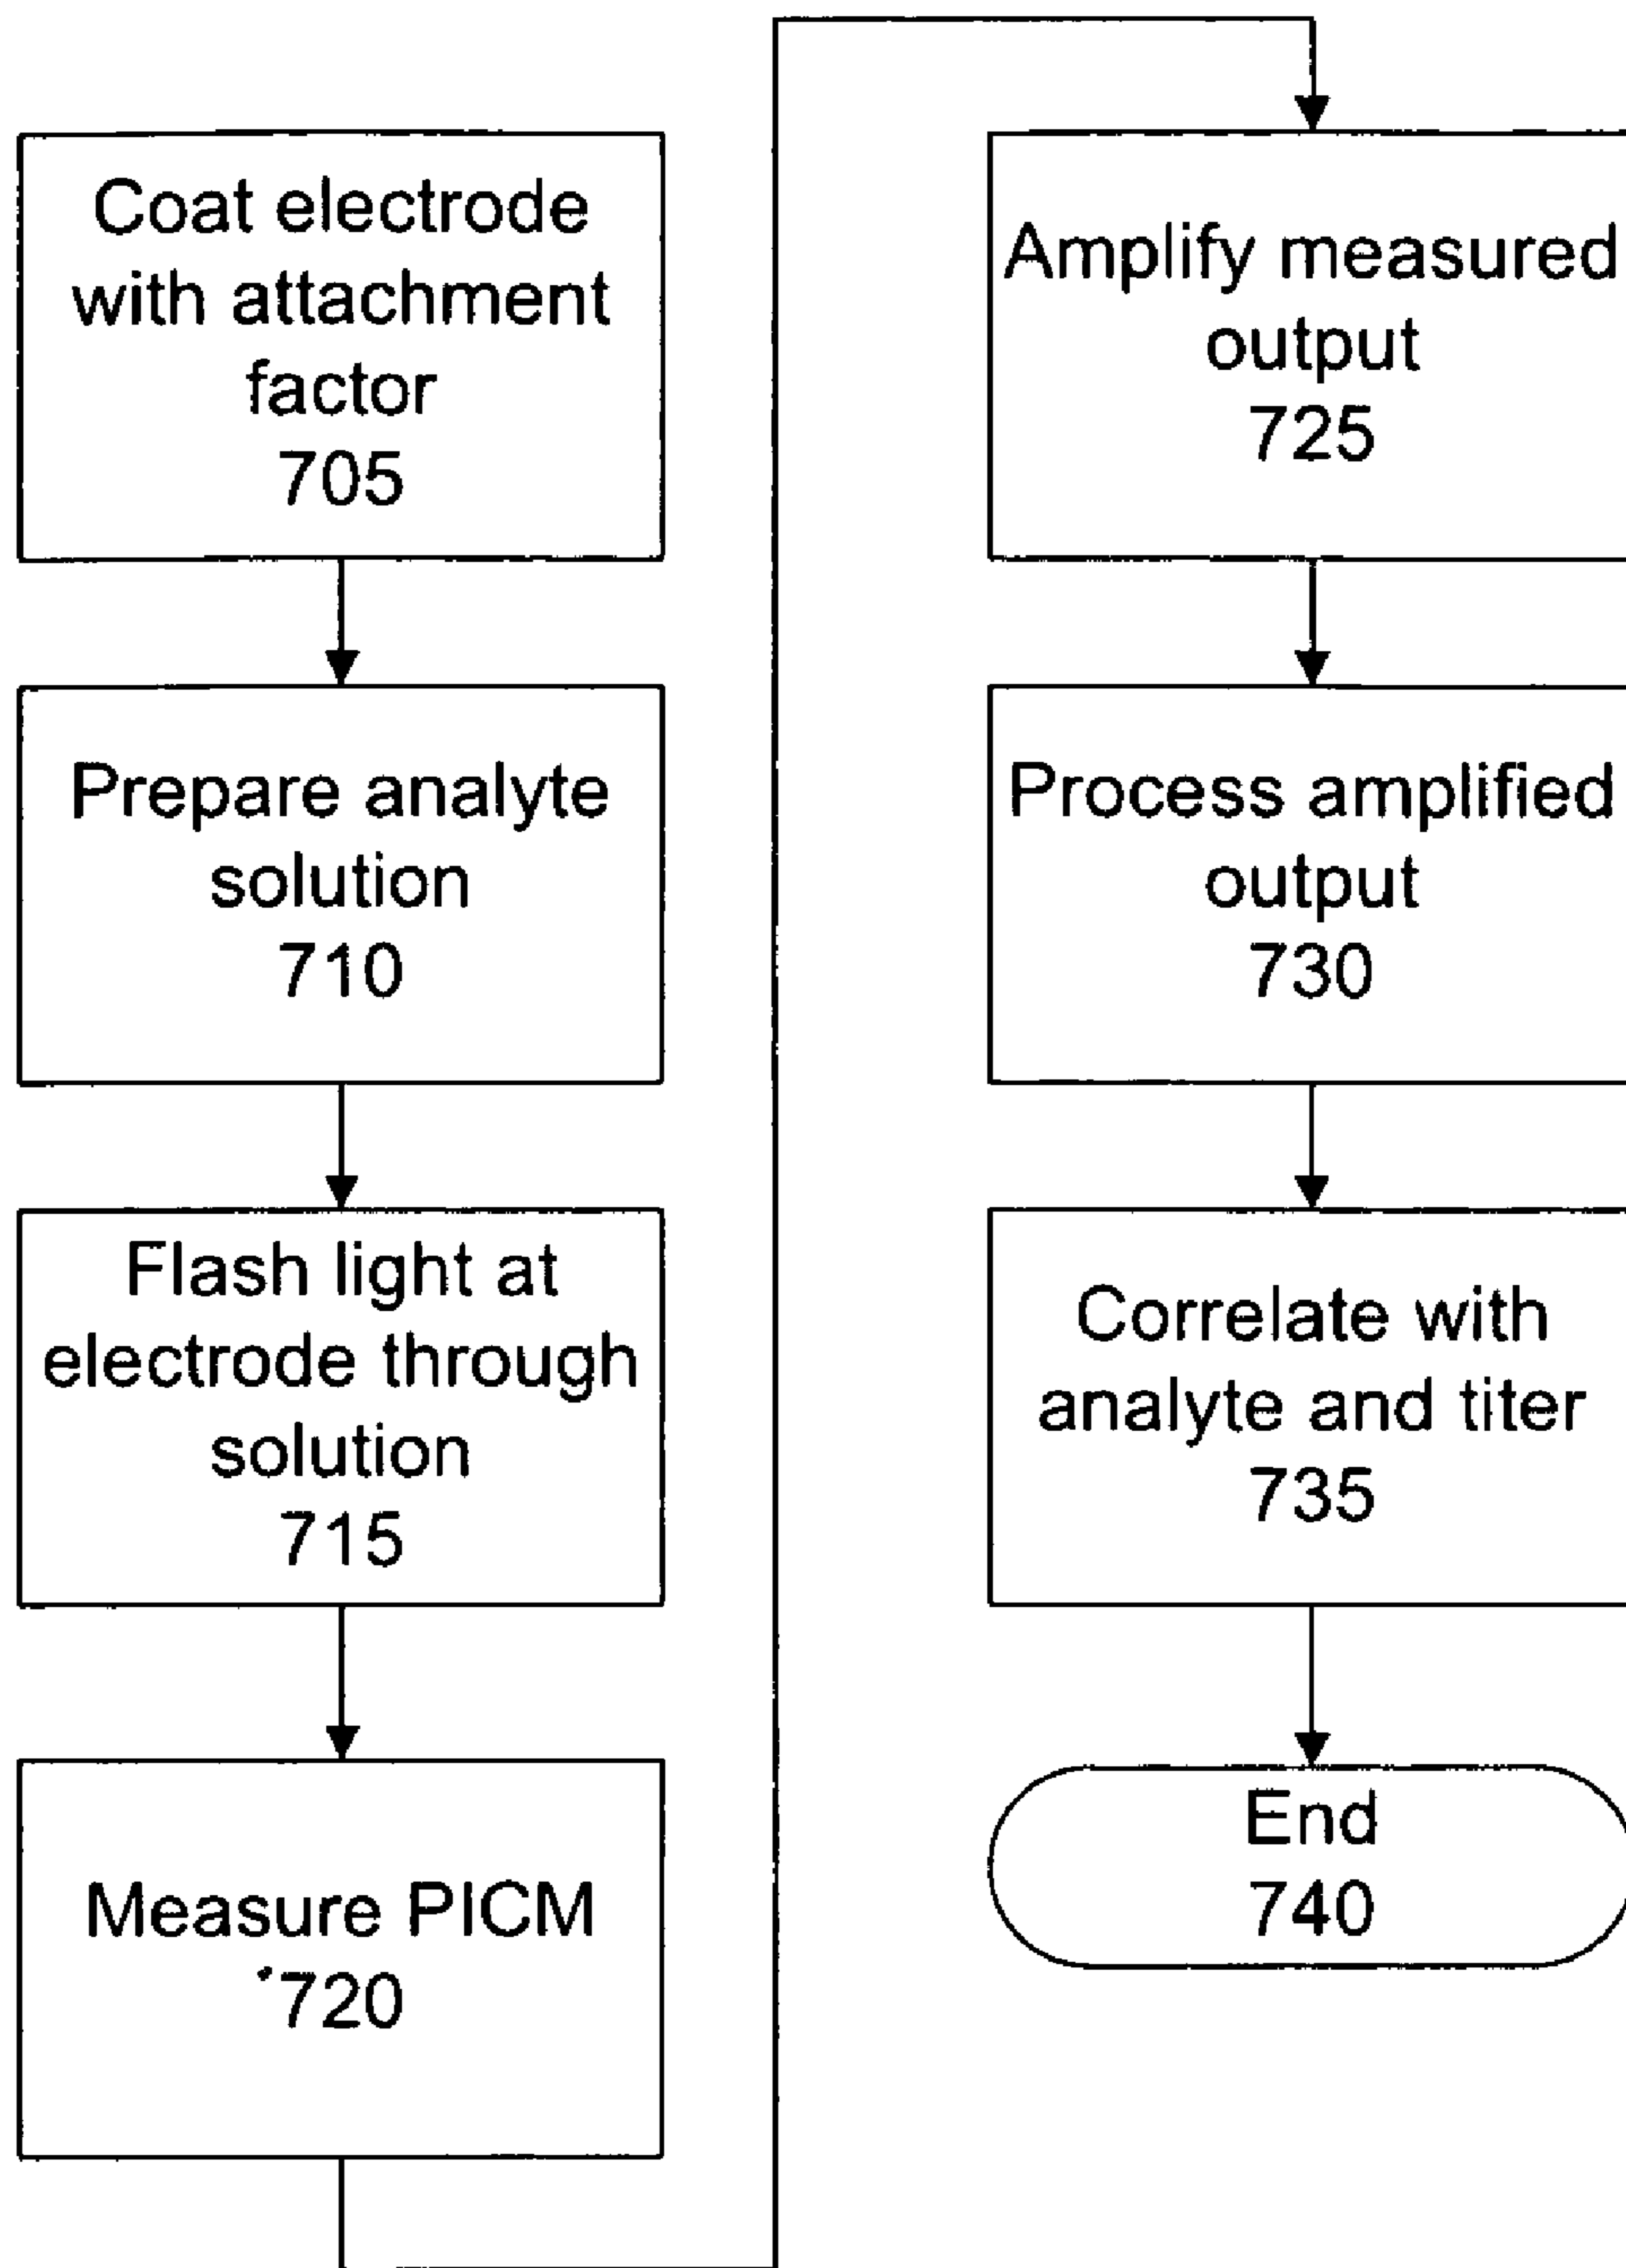 Coat electrode
with attachment
factor
705
Prepare analyte
solution
710
Flash light at
electrode through
solution
715
Measure PICM
720
Amplify measured
output
725
Process amplified
output
730
Correlate with
analyte and titer
735
End
740